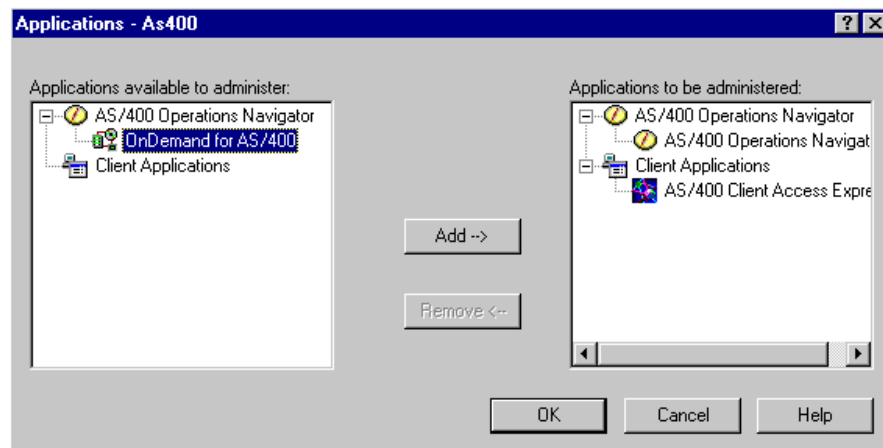 Applications - As400
Applications available to administer:
AS/400 Operations Navigator
OnDemand for AS/400
Client Applications
Add -->
Remove <--
Applications to be administered:
AS/400 Operations Navigator
AS/400 Operations Navigat
Client Applications
AS/400 Client Access Expre
OK
Cancel
Help